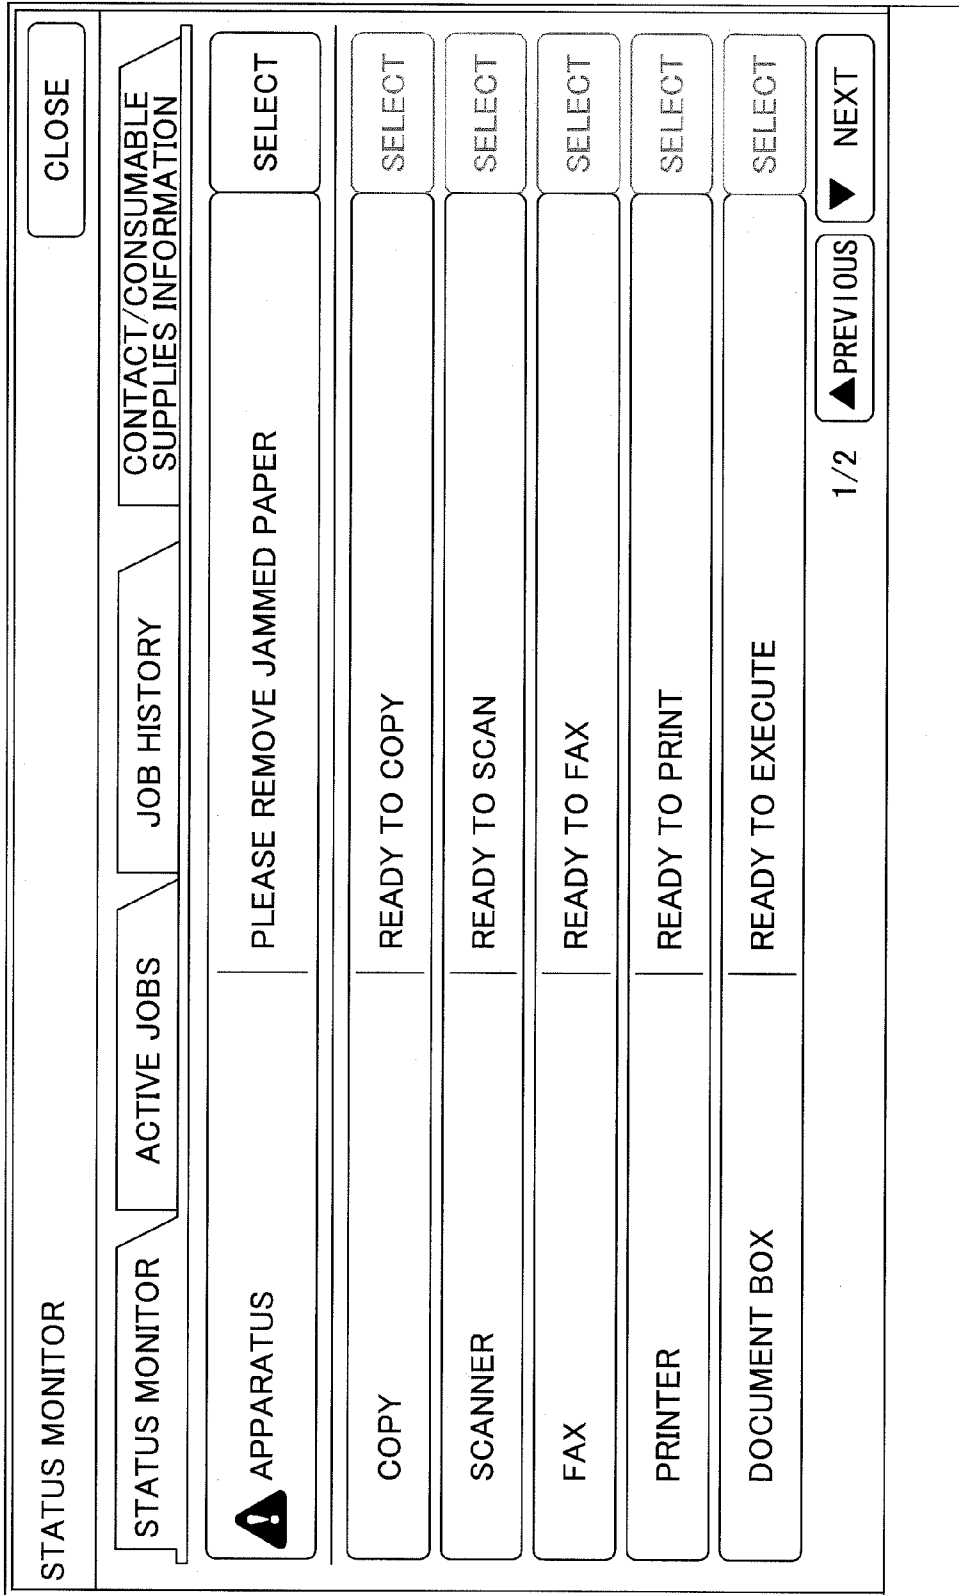 STATUS MONITOR
CLOSE
STATUS MONITOR
ACTIVE JOBS
JOB HISTORY
CONTACT/CONSUMABLE
SUPPLIES INFORMATION
APPARATUS
PLEASE REMOVE JAMMED PAPER
SELECT
COPY
READY TO COPY
SELECT
SCANNER
READY TO SCAN
SELECT
FAX
READY TO FAX
SELECT
PRINTER
READY TO PRINT
SELECT
DOCUMENT BOX
READY TO EXECUTE
SELECT
1/2
▲PREVIOUS
▼ NEXT